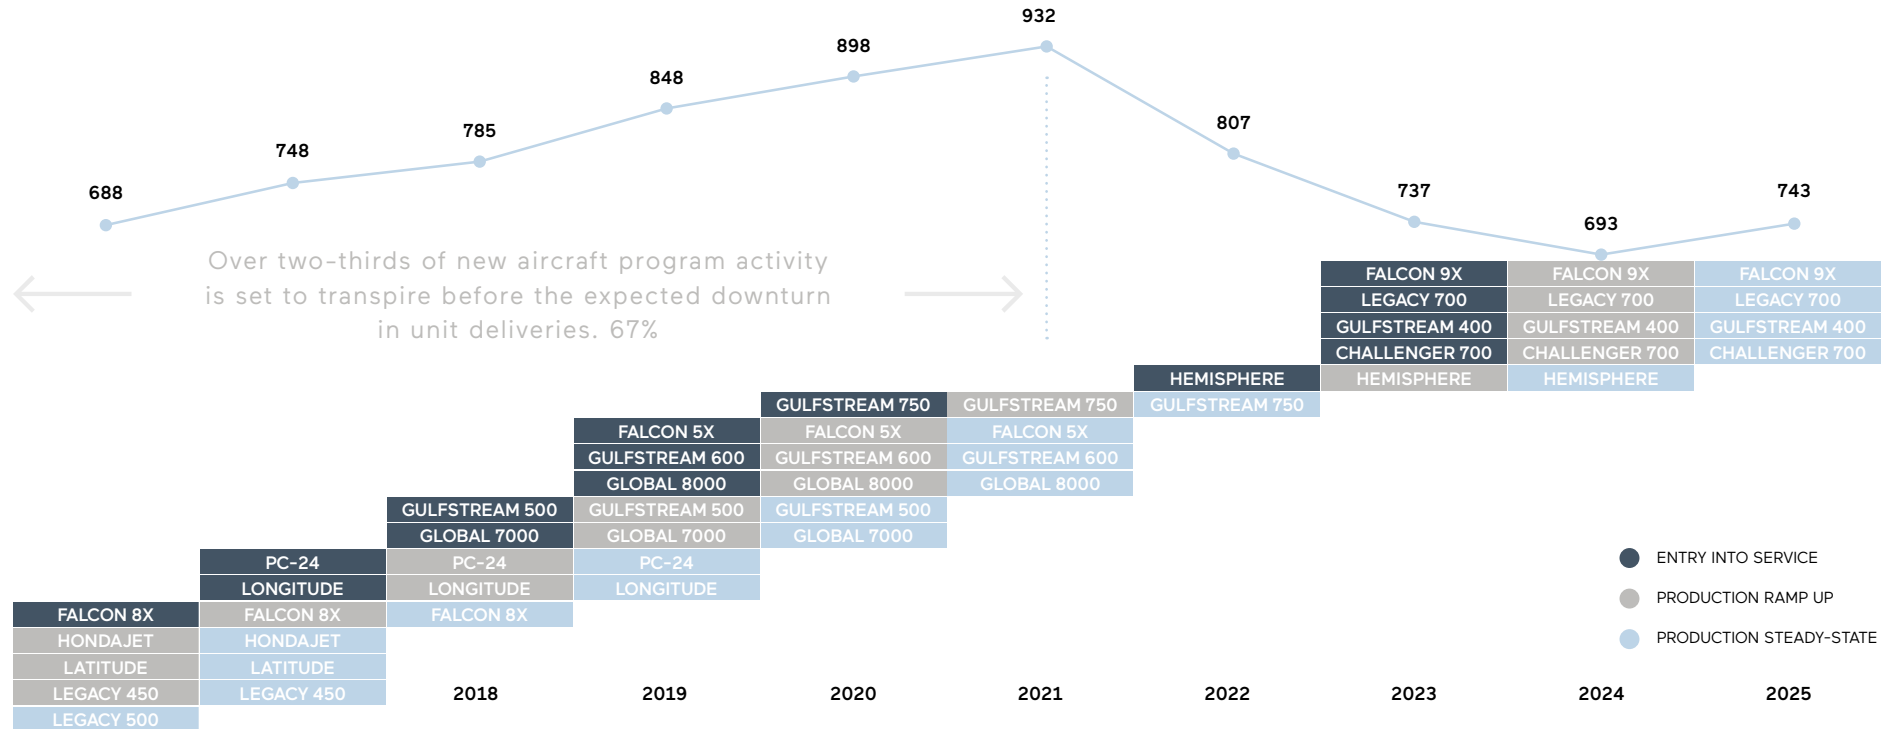 932
898
848
807
785
748
743
737
693
688
Over two-thirds of new aircraft program activity
is set to transpire before the expected downturn
in unit deliveries. 67%
FALCON 9X
FALCON 9X
FALCON 9X
LEGACY 700
LEGACY 700
LEGACY 700
GULFSTREAM 400
GULFSTREAM 400
GULFSTREAM 400
CHALLENGER 700
CHALLENGER 700
CHALLENGER 700
HEMISPHERE
HEMISPHERE
HEMISPHERE
GULFSTREAM 750
GULFSTREAM 750
GULFSTREAM 750
FALCON 5X
FALCON 5X
FALCON 5X
GULFSTREAM 600
GULFSTREAM 600
GULFSTREAM 600
GLOBAL 8000
GLOBAL 8000
GLOBAL 8000
GULFSTREAM 500
GULFSTREAM 500
GULFSTREAM 500
GLOBAL 7000
GLOBAL 7000
GLOBAL 7000
PC-24
PC-24
PC-24
LONGITUDE
LONGITUDE
LONGITUDE
FALCON 8X
FALCON 8X
FALCON 8X
HONDAJET
HONDAJET
LATITUDE
LATITUDE
LEGACY 450
LEGACY 450
LEGACY 500
2018
2019
2020
2021
2022
2023
2024
2025
ENTRY INTO SERVICE
PRODUCTION RAMP UP
PRODUCTION STEADY-STATE